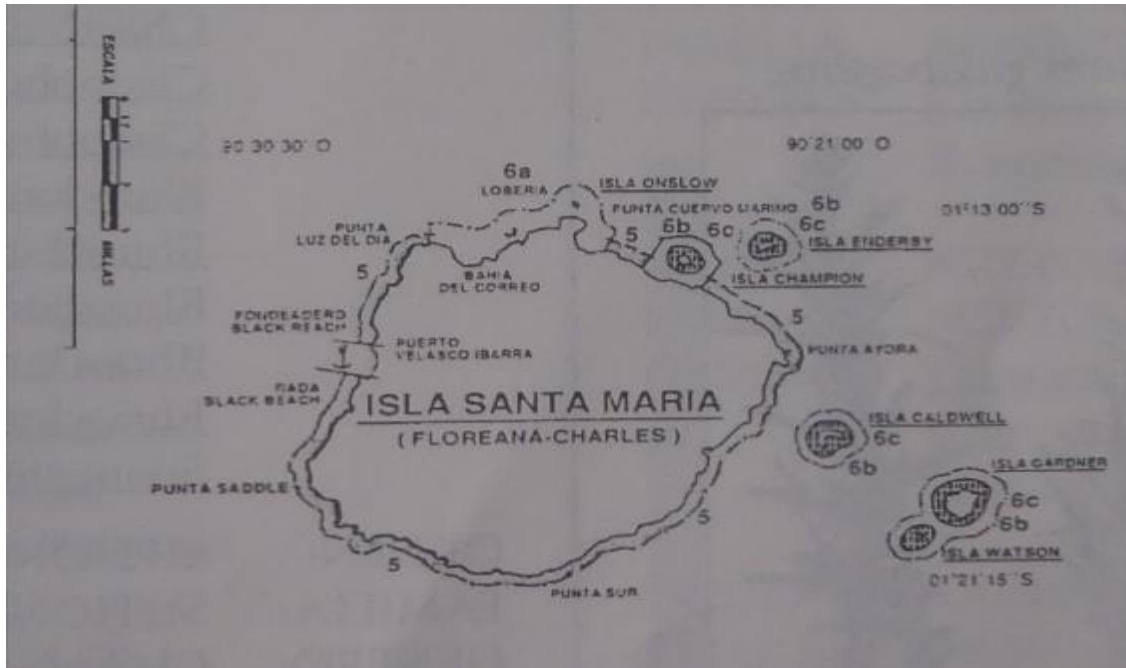 ESCALA
MILLAS
90°30'30" O
90°21'00" O
6a
LOBERIA
ISLA ONSLOW
PUNTA CUERVO MARINO
6b
01°13'00"S
PUNTA
LUZ DEL DIA
5
6b
6c
6c
ISLA ENDERBY
5
BAHIA
DEL CORREO
ISLA CHAMPION
FONDEADERO
BLACK BEACH
PUERTO
VELASCO IBARRA
5
PUNTA AYORA
RADA
BLACK BEACH
ISLA SANTA MARIA
(FLOREANA-CHARLES)
ISLA CALDWELL
6c
6b
ISLA GARDNER
PUNTA SADDLE
6c
5
6b
ISLA WATSON
5
PUNTA SUR
01°21'15"S